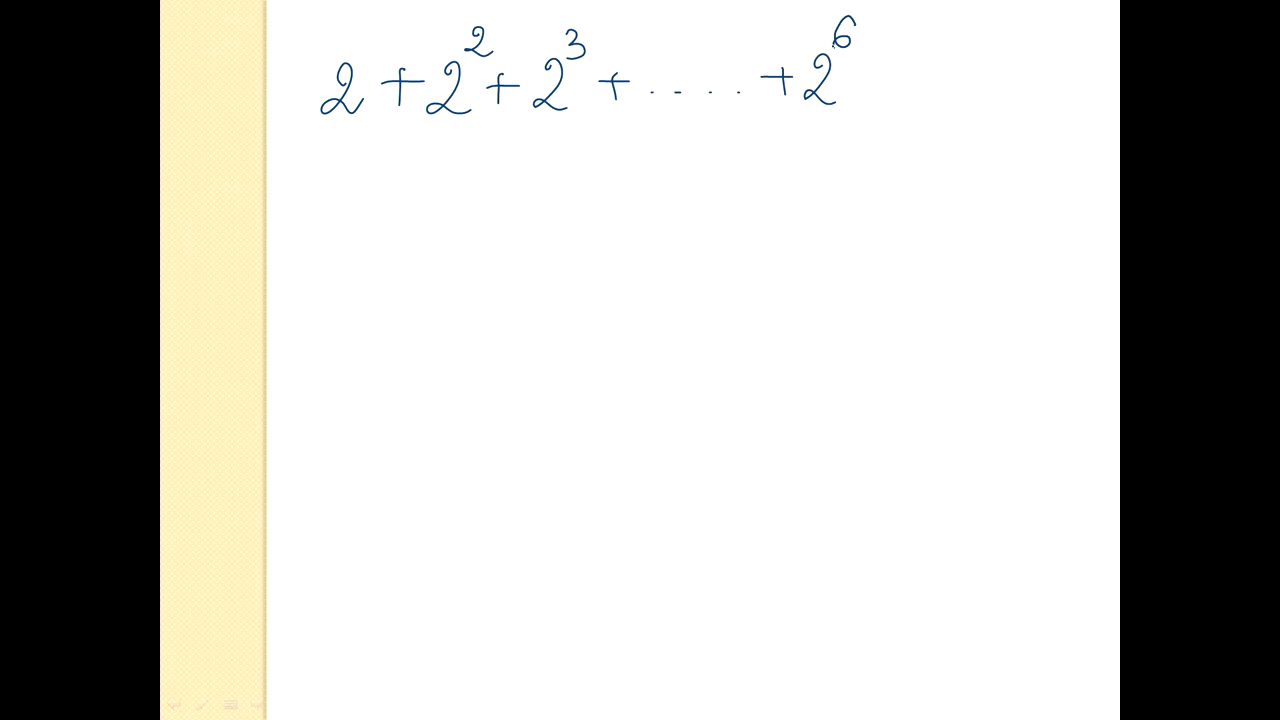 2 + 2² + 2³ + . . . . + 2⁶